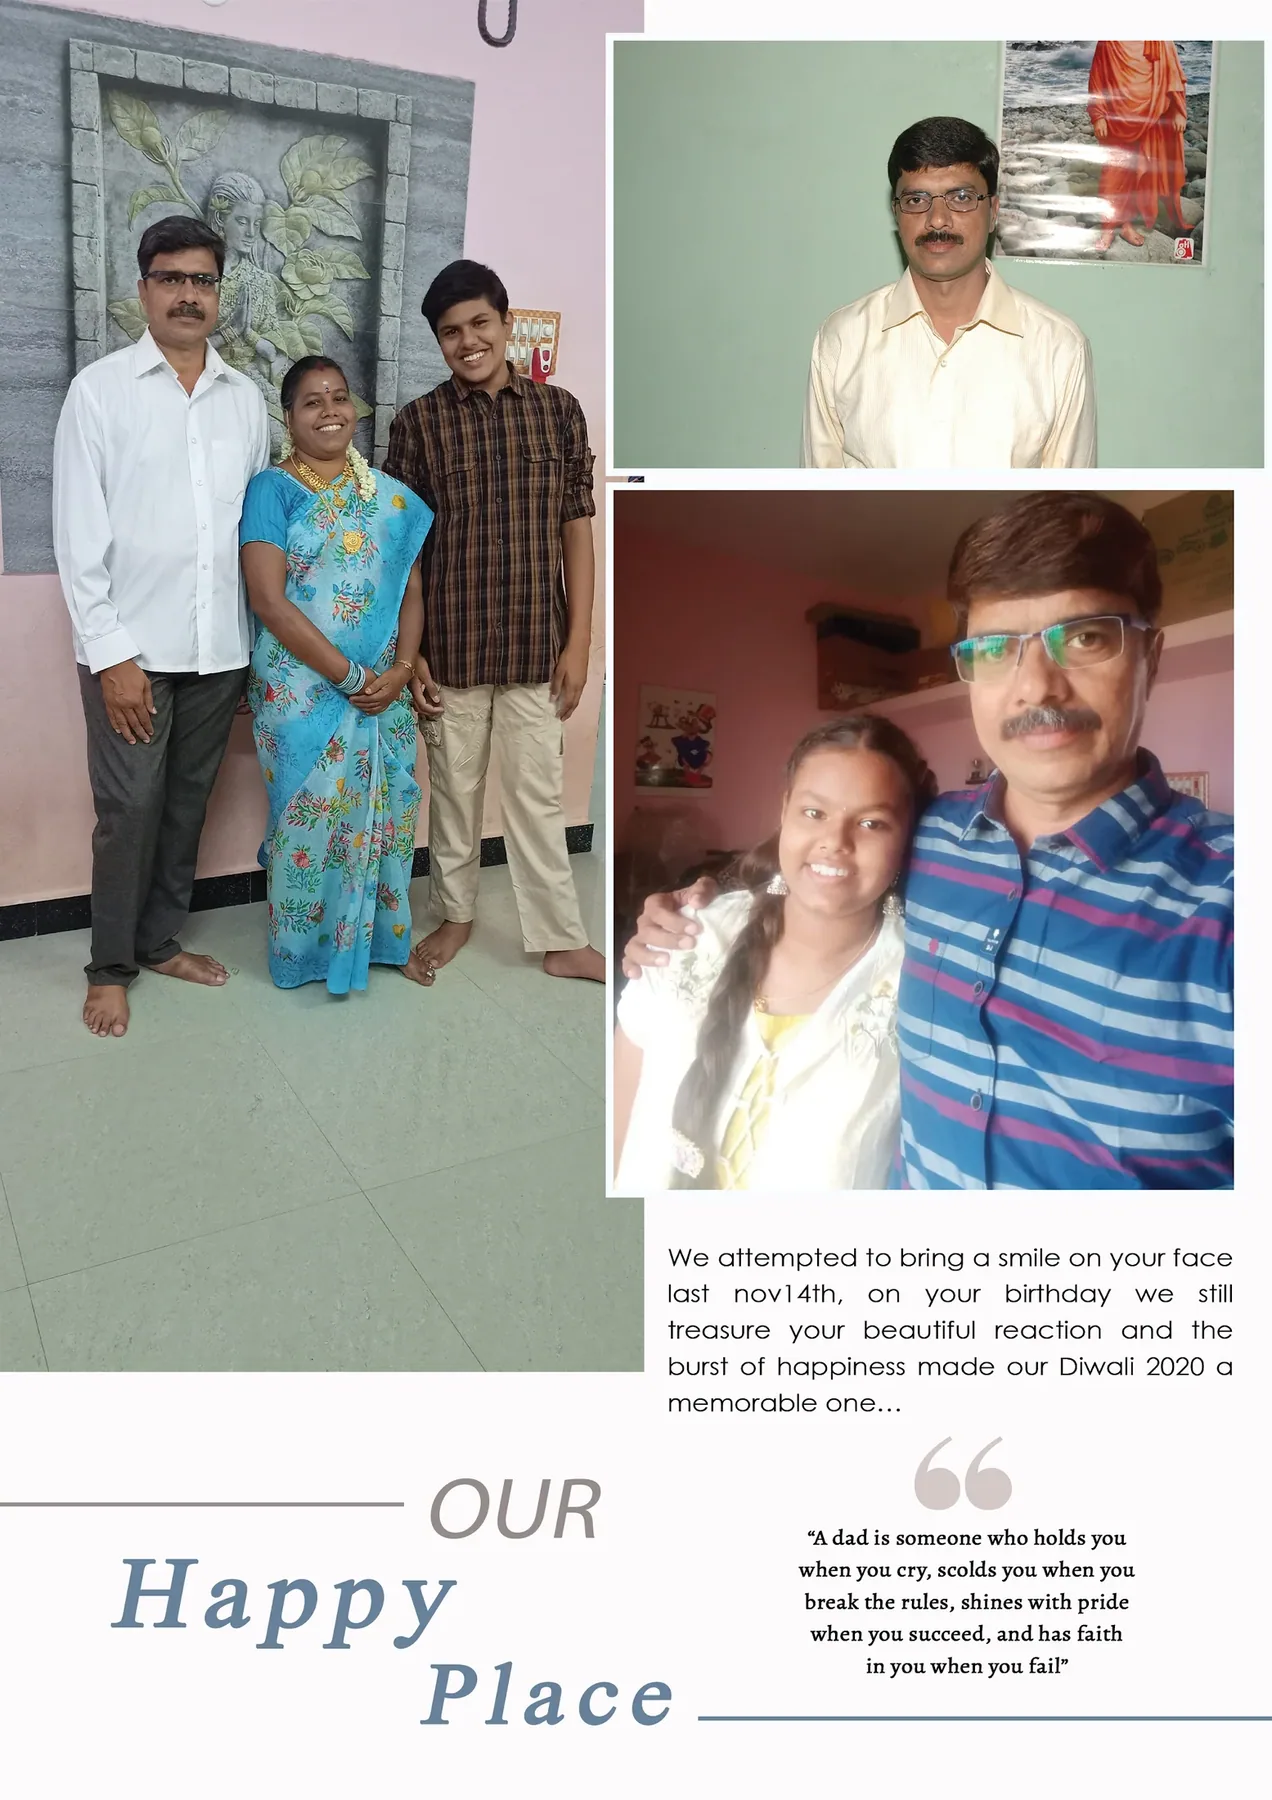 We attempted to bring a smile on your face
last nov14th, on your birthday we still
treasure your beautiful reaction and the
burst of happiness made our Diwali 2020 a
memorable one...
OUR
Happy
Place
“A dad is someone who holds you
when you cry, scolds you when you
break the rules, shines with pride
when you succeed, and has faith
in you when you fail”